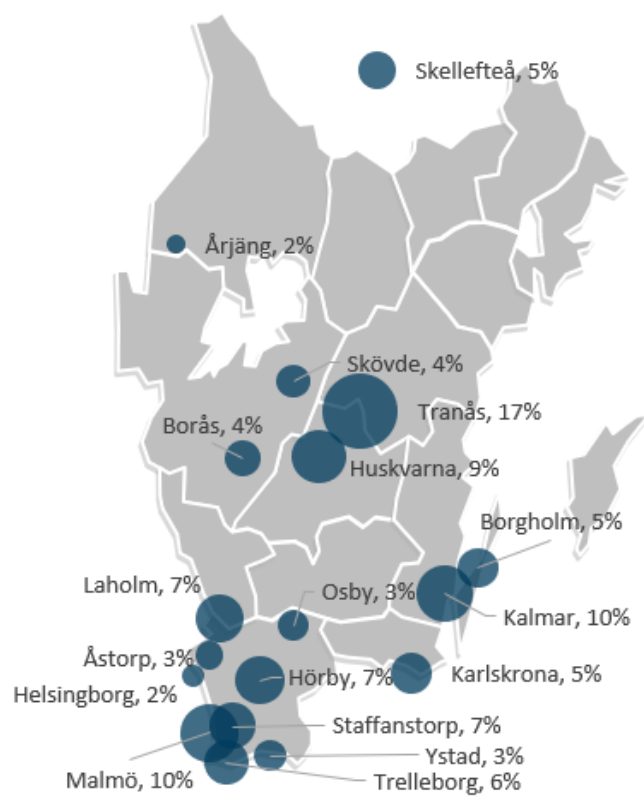 Skellefteå, 5%
Årjäng, 2%
Skövde, 4%
Tranås, 17%
Borås, 4%
Huskvarna, 9%
Borgholm, 5%
Laholm, 7%
Osby, 3%
Kalmar, 10%
Åstorp, 3%
Hörby, 7%
Karlskrona, 5%
Helsingborg, 2%
Staffanstorp, 7%
Ystad, 3%
Malmö, 10%
Trelleborg, 6%